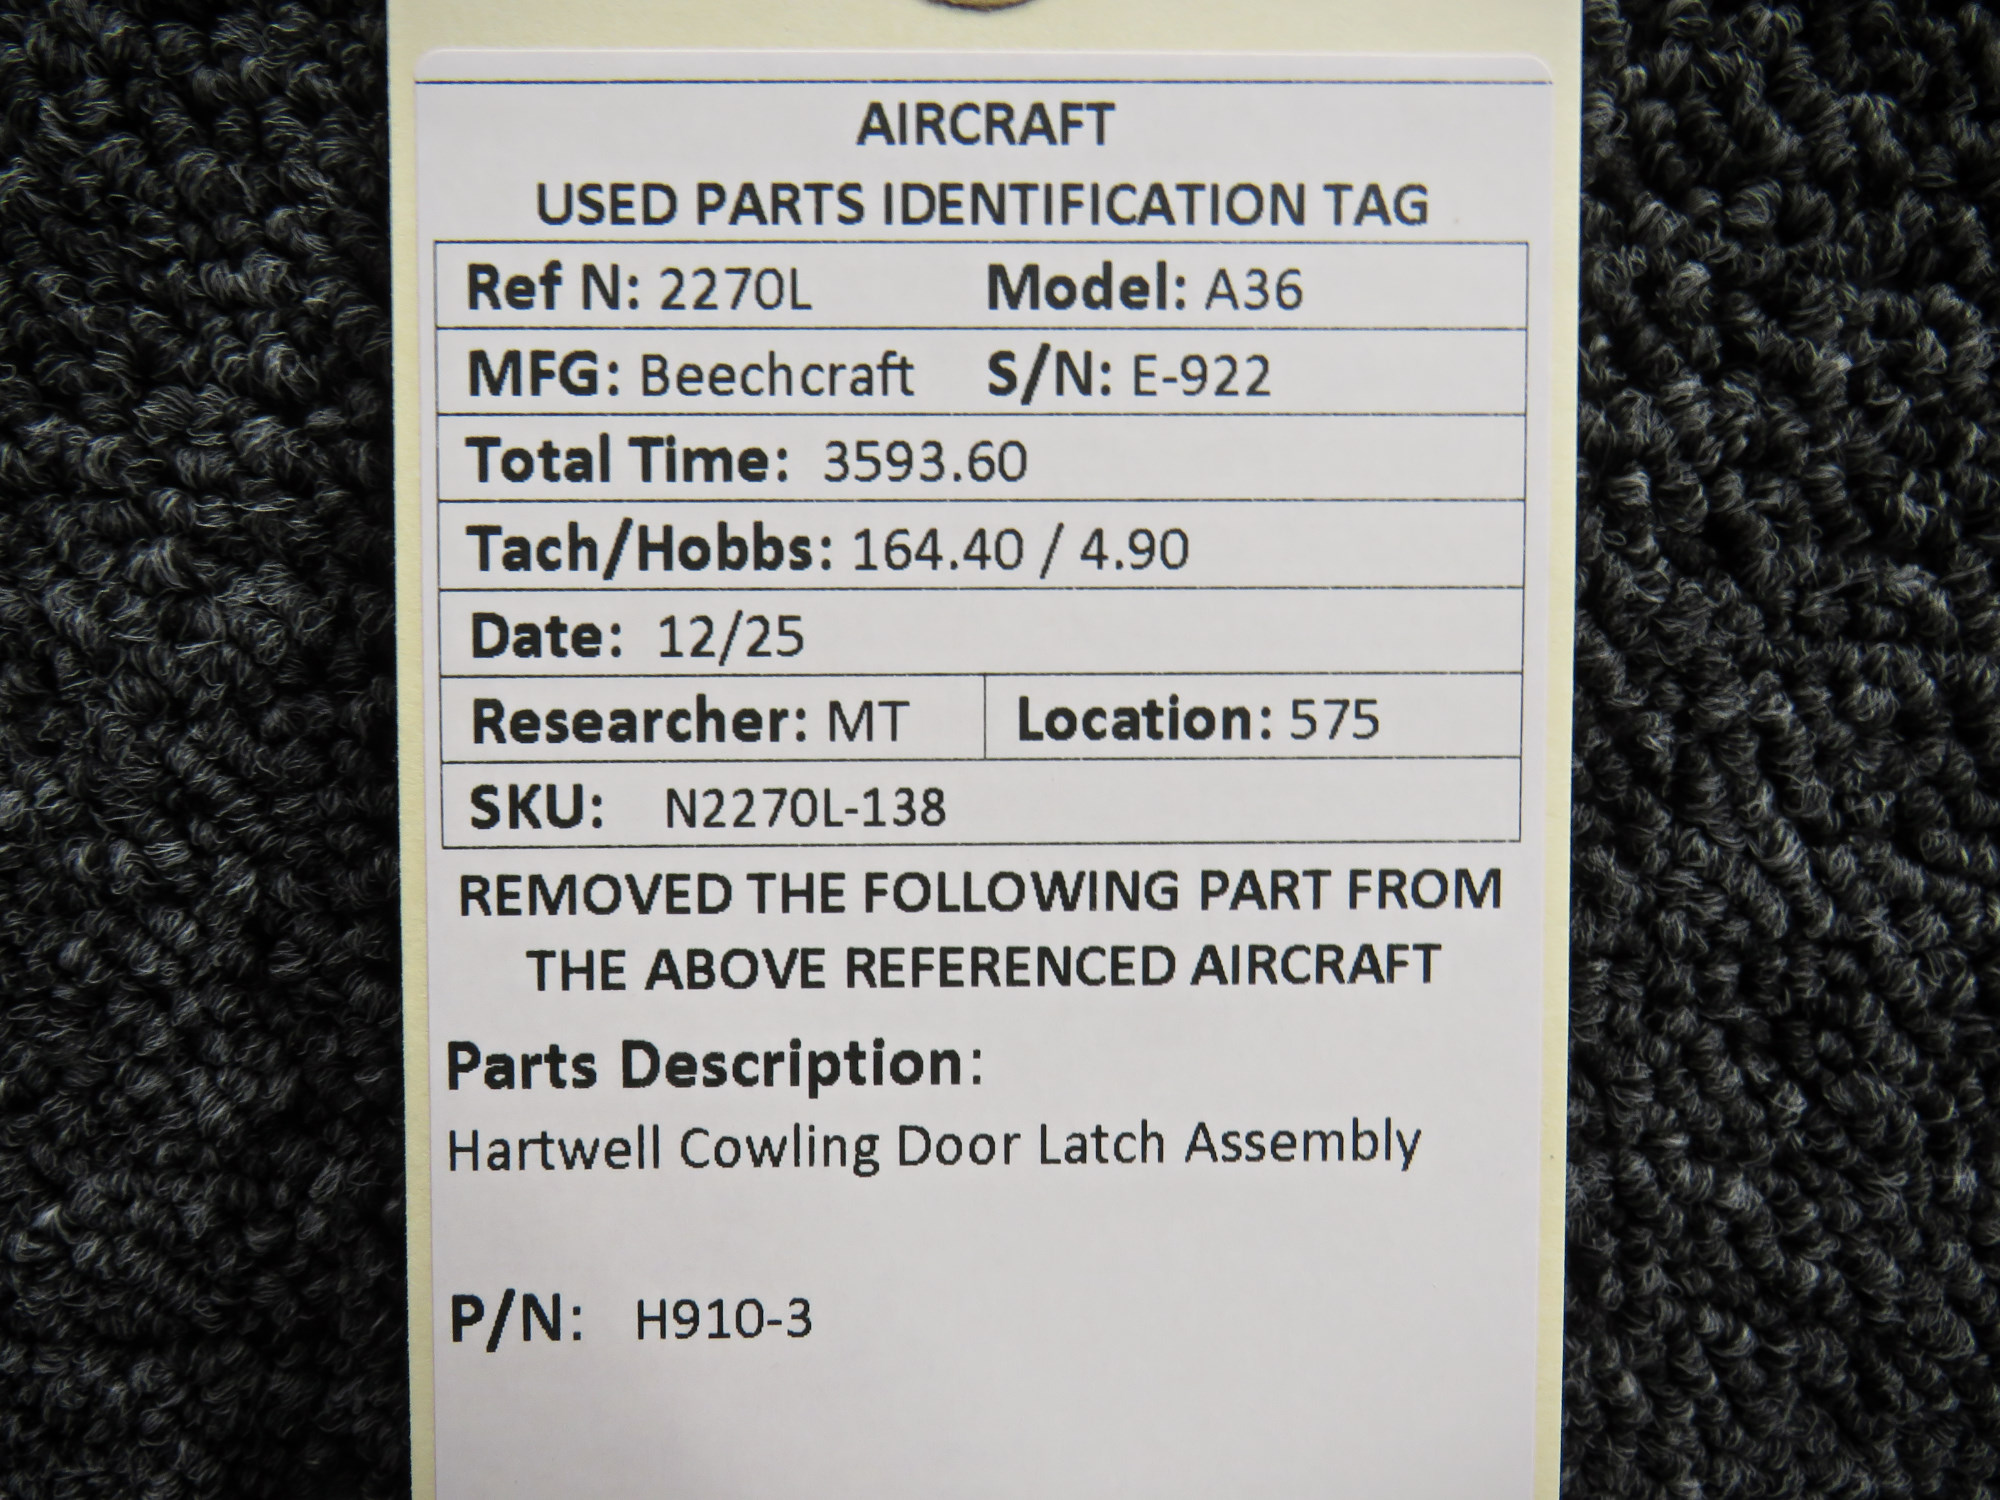 AIRCRAFT
USED PARTS IDENTIFICATION TAG
Ref N: 2270L Model: A36
MFG: Beechcraft S/N: E-922
Total Time: 3593.60
Tach/Hobbs: 164.40 / 4.90
Date: 12/25
Researcher: MT Location: 575
SKU: N2270L-138
REMOVED THE FOLLOWING PART FROM
THE ABOVE REFERENCED AIRCRAFT
Parts Description:
Hartwell Cowling Door Latch Assembly
P/N: H910-3